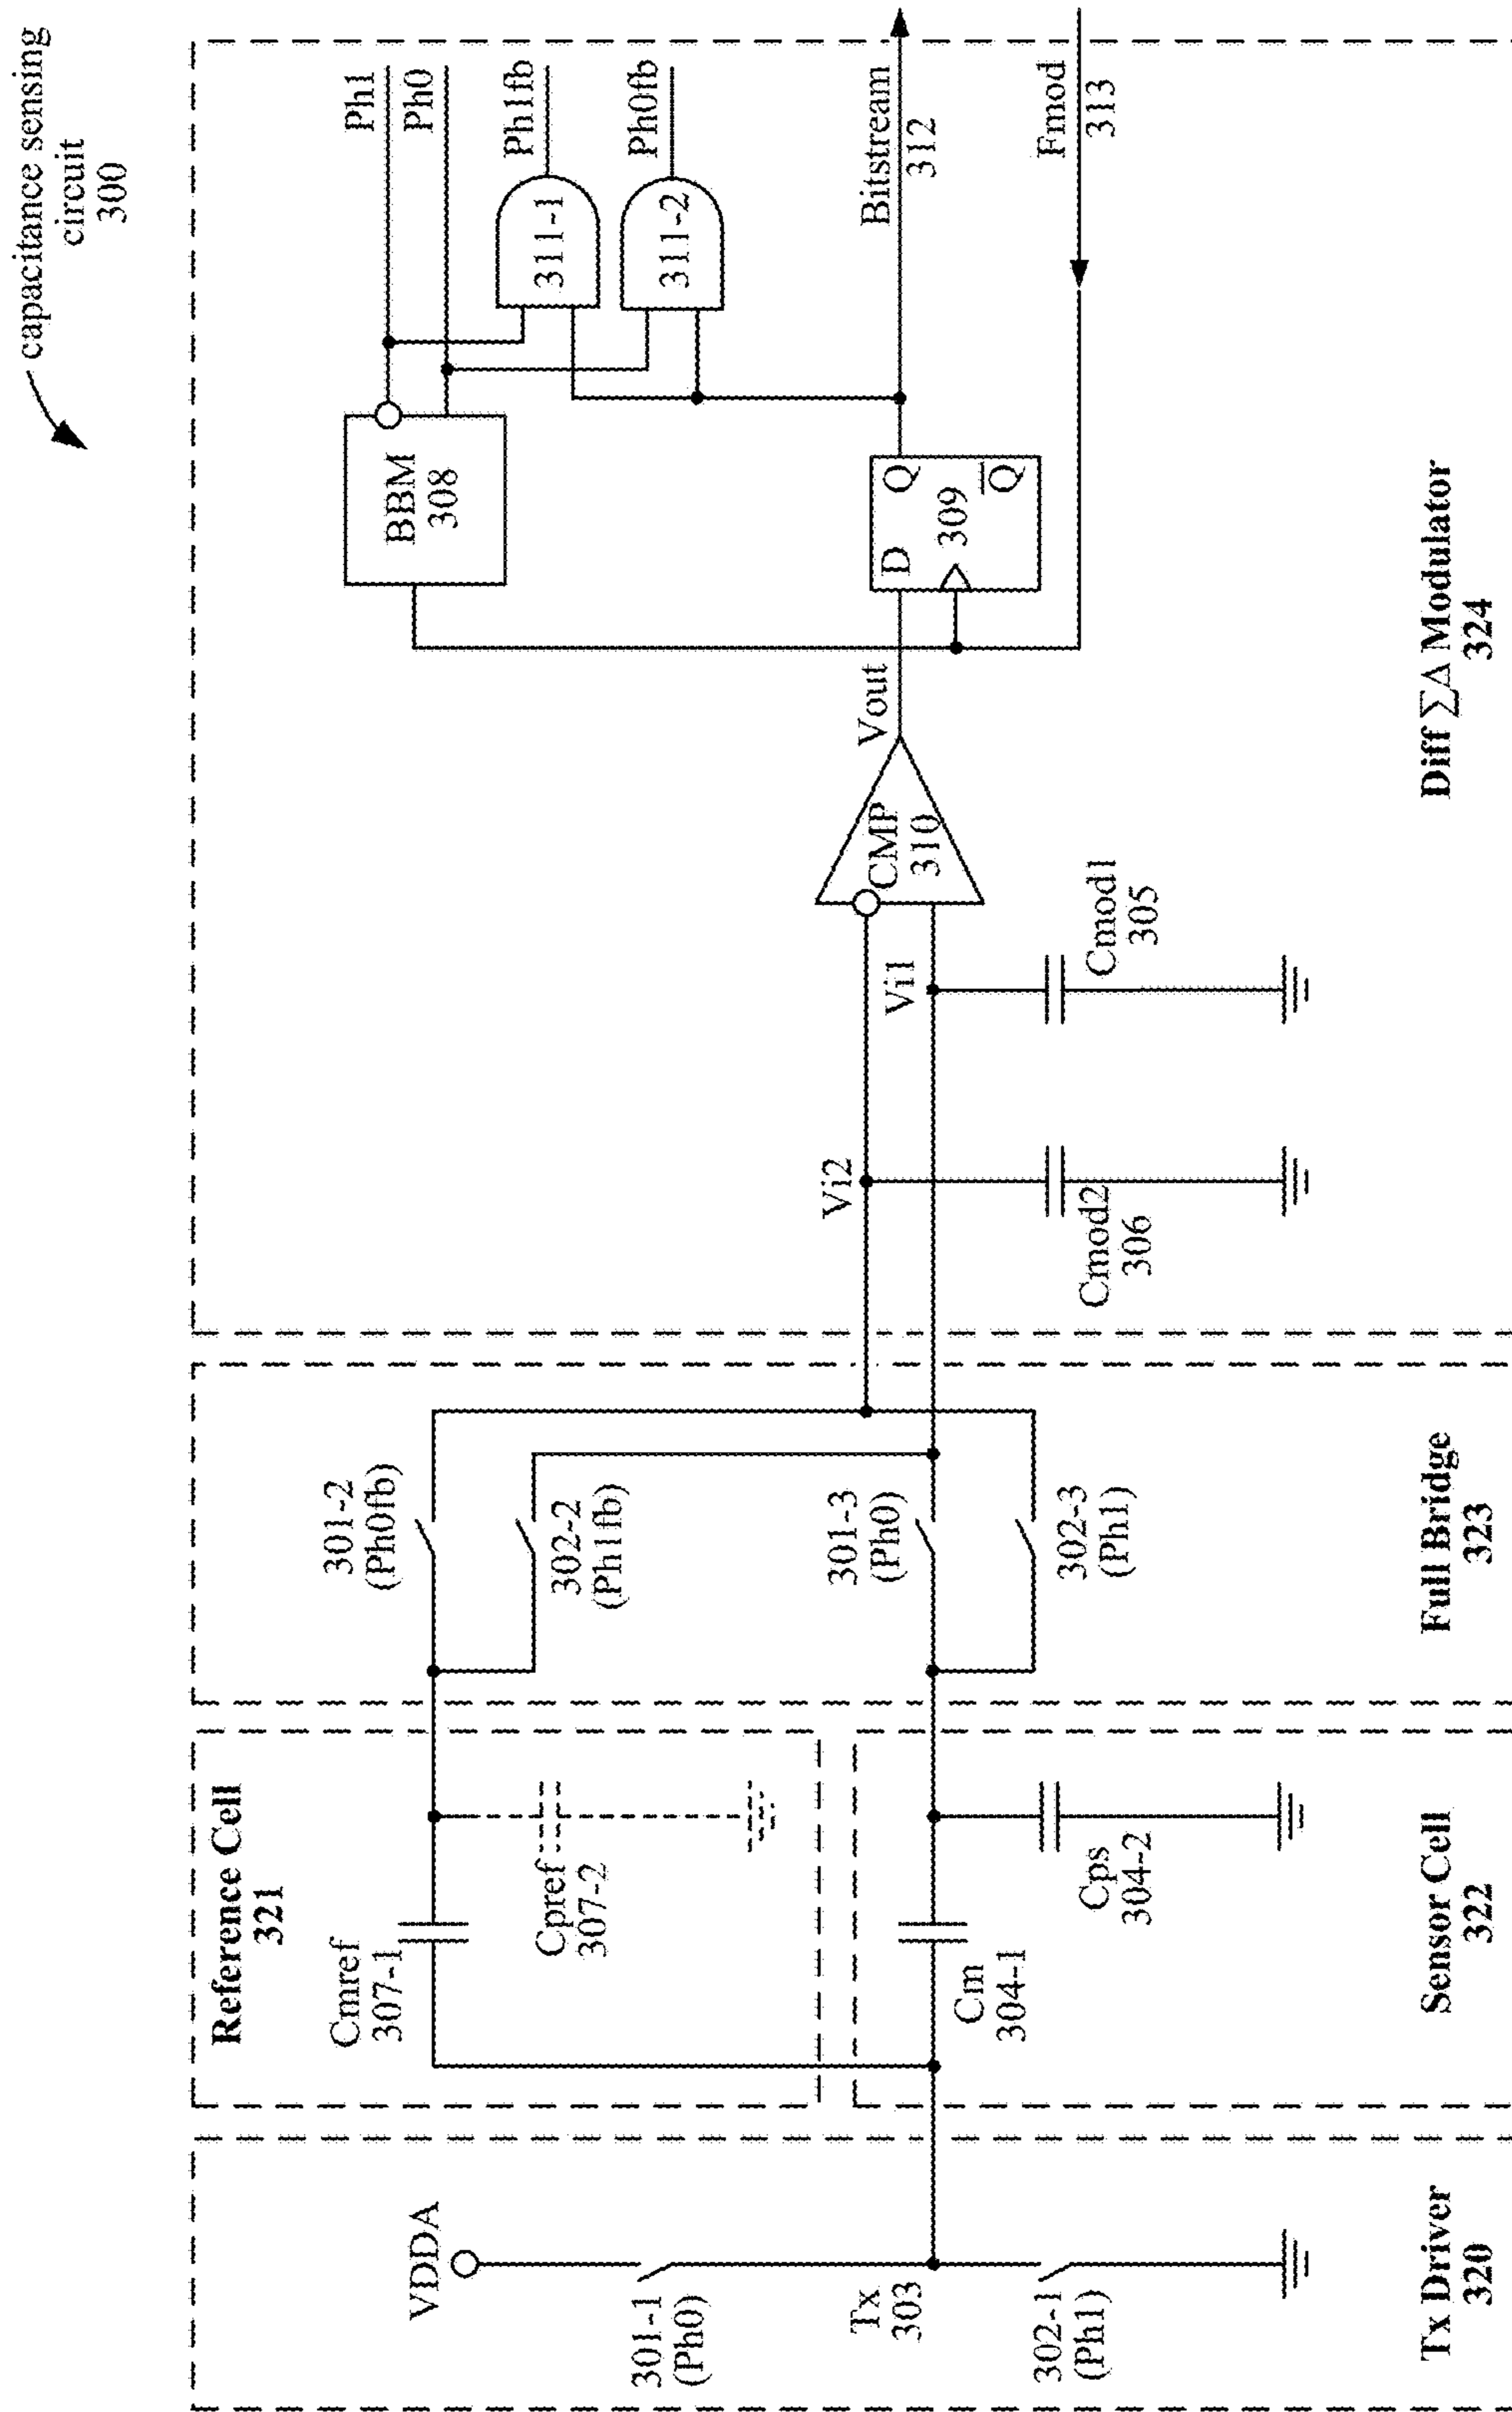 capacitance sensing
circuit
300
VDDA
301-1
(Ph0)
Tx
303
302-1
(Ph1)
Tx Driver
320
Reference Cell
321
Cmref
307-1
Cpref
307-2
Cm
304-1
Cps
304-2
Sensor Cell
322
301-2
(Ph0fb)
302-2
(Ph1fb)
301-3
(Ph0)
302-3
(Ph1)
Full Bridge
323
Vi2
Vi1
Cmod2
306
Cmod1
305
CMP
310
Vout
BBM
308
D
Q
309
Q
Ph1
Ph0
311-1
Ph1fb
311-2
Ph0fb
Bitstream
312
Fmod
313
Diff ∑Δ Modulator
324